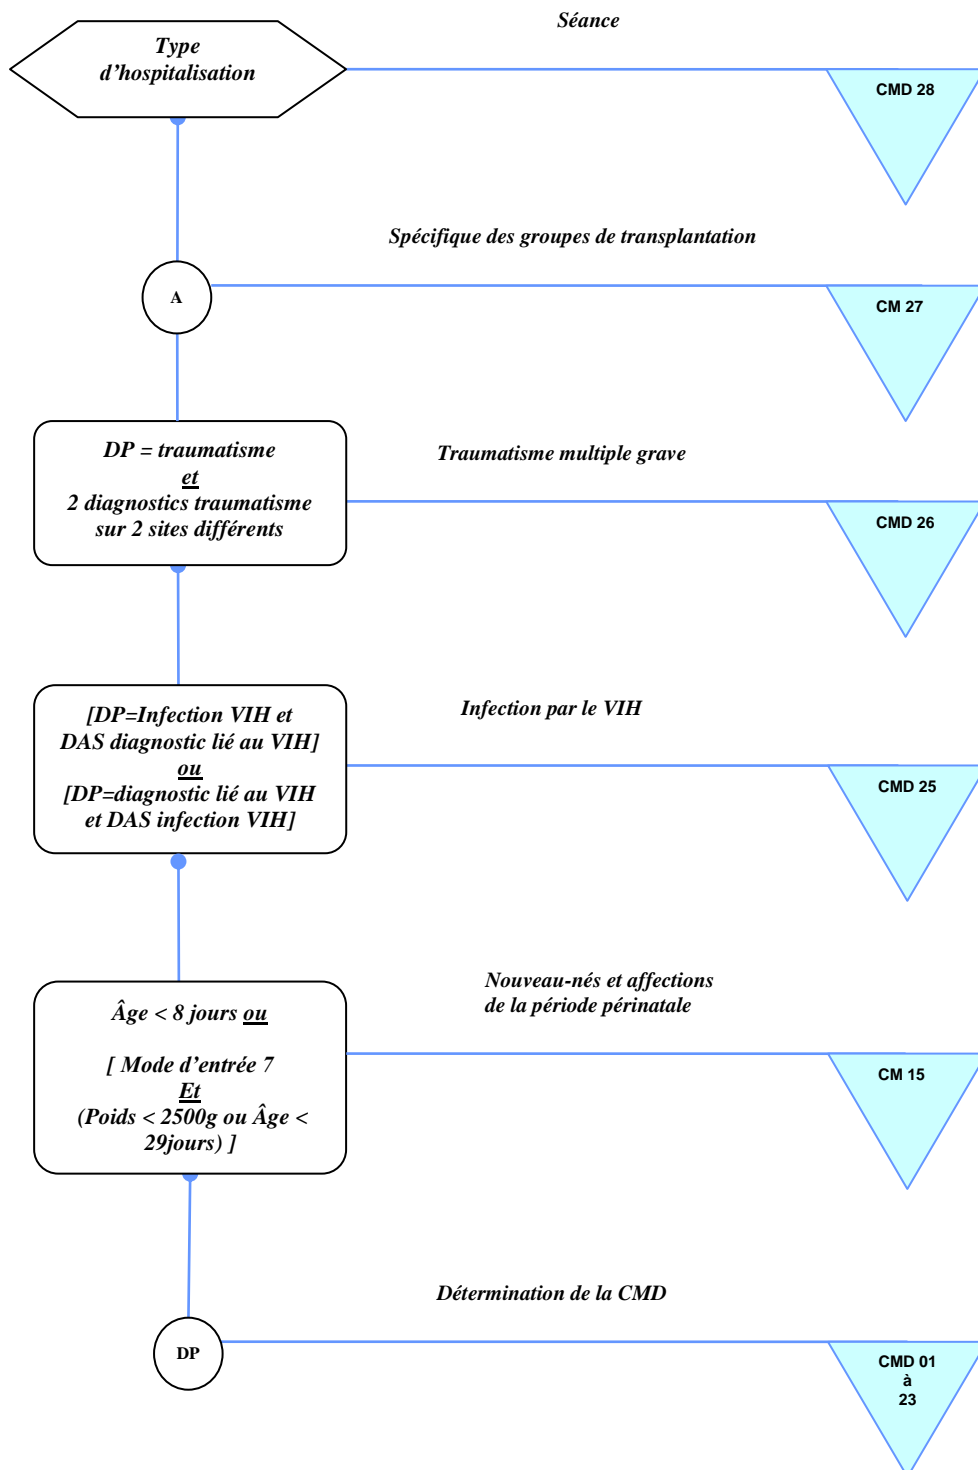 Séance
Type
d'hospitalisation
CMD 28
Spécifique des groupes de transplantation
A
CM 27
DP = traumatisme
et
2 diagnostics traumatisme
sur 2 sites différents
Traumatisme multiple grave
CMD 26
[DP=Infection VIH et
DAS diagnostic lié au VIH]
ou
[DP=diagnostic lié au VIH
et DAS infection VIH]
Infection par le VIH
CMD 25
Nouveau-nés et affections
de la période périnatale
Âge < 8 jours ou
[ Mode d'entrée 7
Et
(Poids < 2500g ou Âge <
29jours) ]
CM 15
Détermination de la CMD
DP
CMD 01
à
23